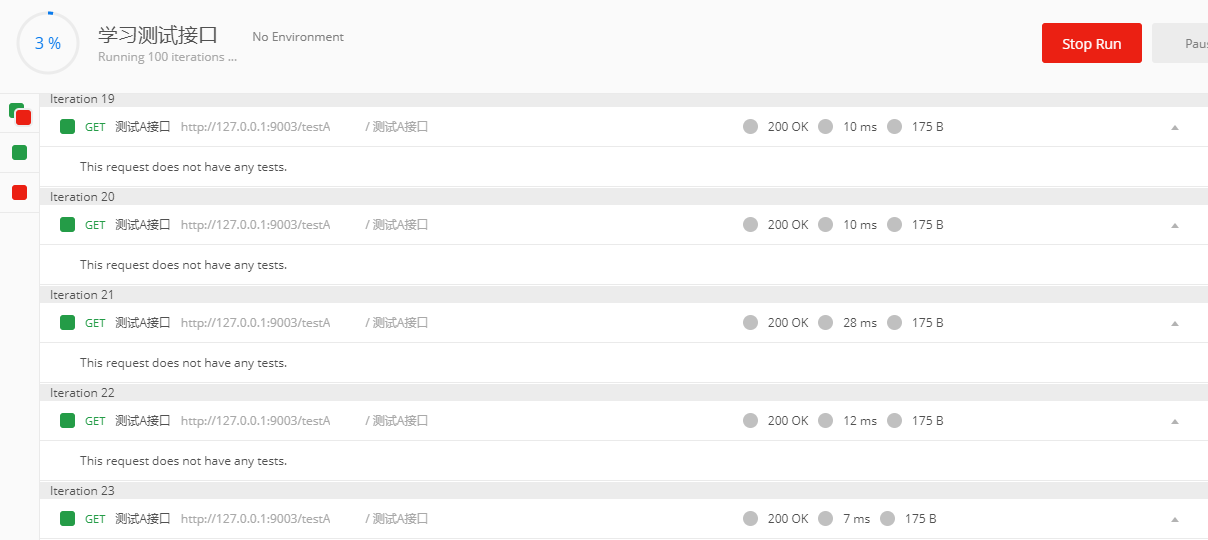 3 %
学习测试接口 No Environment
Running 100 iterations ...
Stop Run
Iteration 19
GET 测试A接口 http://127.0.0.1:9003/testA / 测试A接口 200 OK 10 ms 175 B
This request does not have any tests.
Iteration 20
GET 测试A接口 http://127.0.0.1:9003/testA / 测试A接口 200 OK 10 ms 175 B
This request does not have any tests.
Iteration 21
GET 测试A接口 http://127.0.0.1:9003/testA / 测试A接口 200 OK 28 ms 175 B
This request does not have any tests.
Iteration 22
GET 测试A接口 http://127.0.0.1:9003/testA / 测试A接口 200 OK 12 ms 175 B
This request does not have any tests.
Iteration 23
GET 测试A接口 http://127.0.0.1:9003/testA / 测试A接口 200 OK 7 ms 175 B